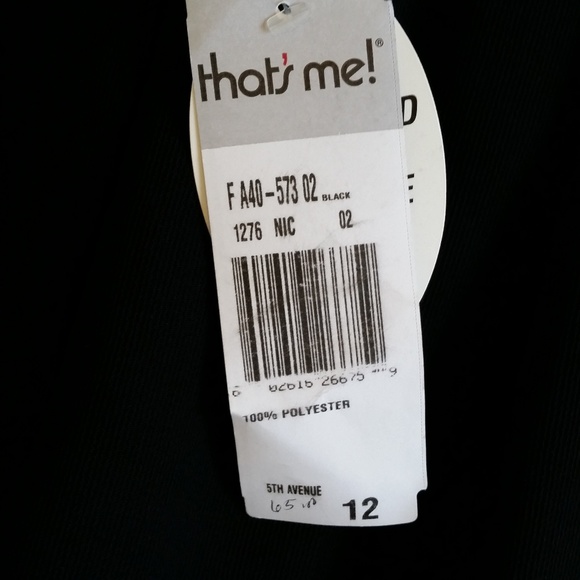 that's me!®
D
E
F A40-573 02 BLACK
1276 NIC 02
100% POLYESTER
5TH AVENUE
12